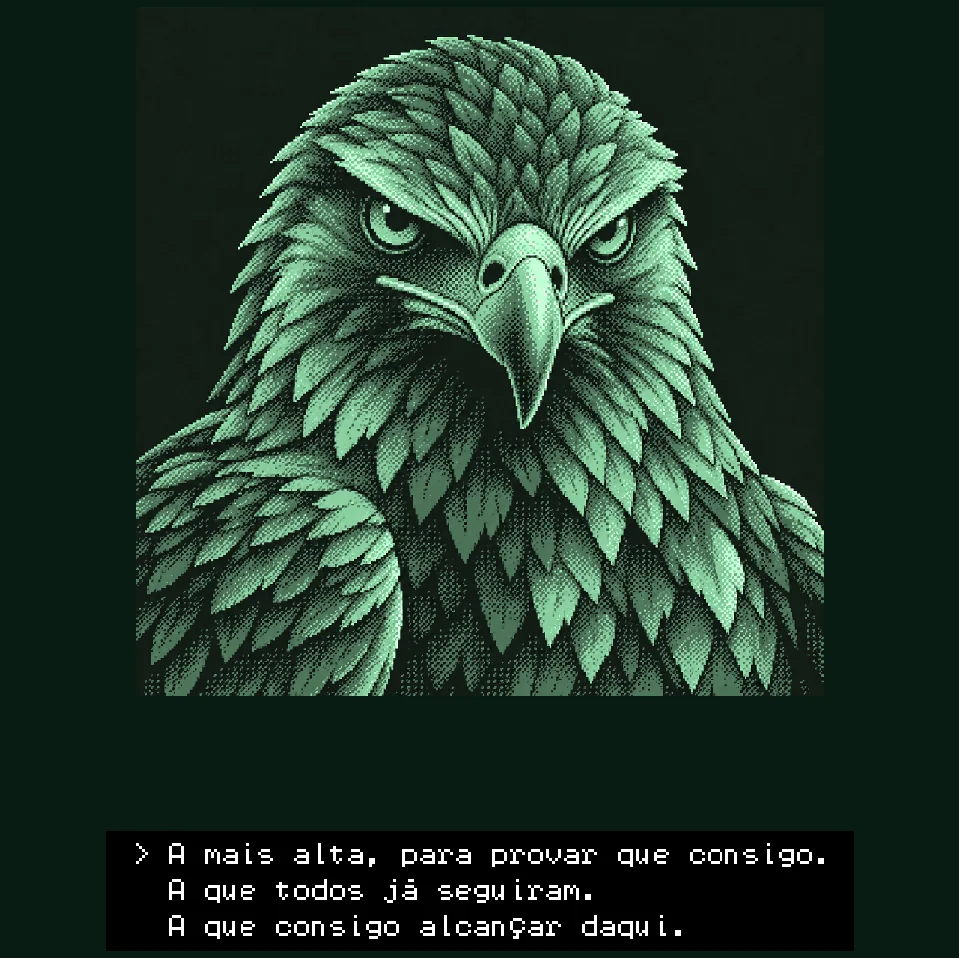 > A mais alta, para provar que consigo.
A que todos já seguiram.
A que consigo alcançar daqui.